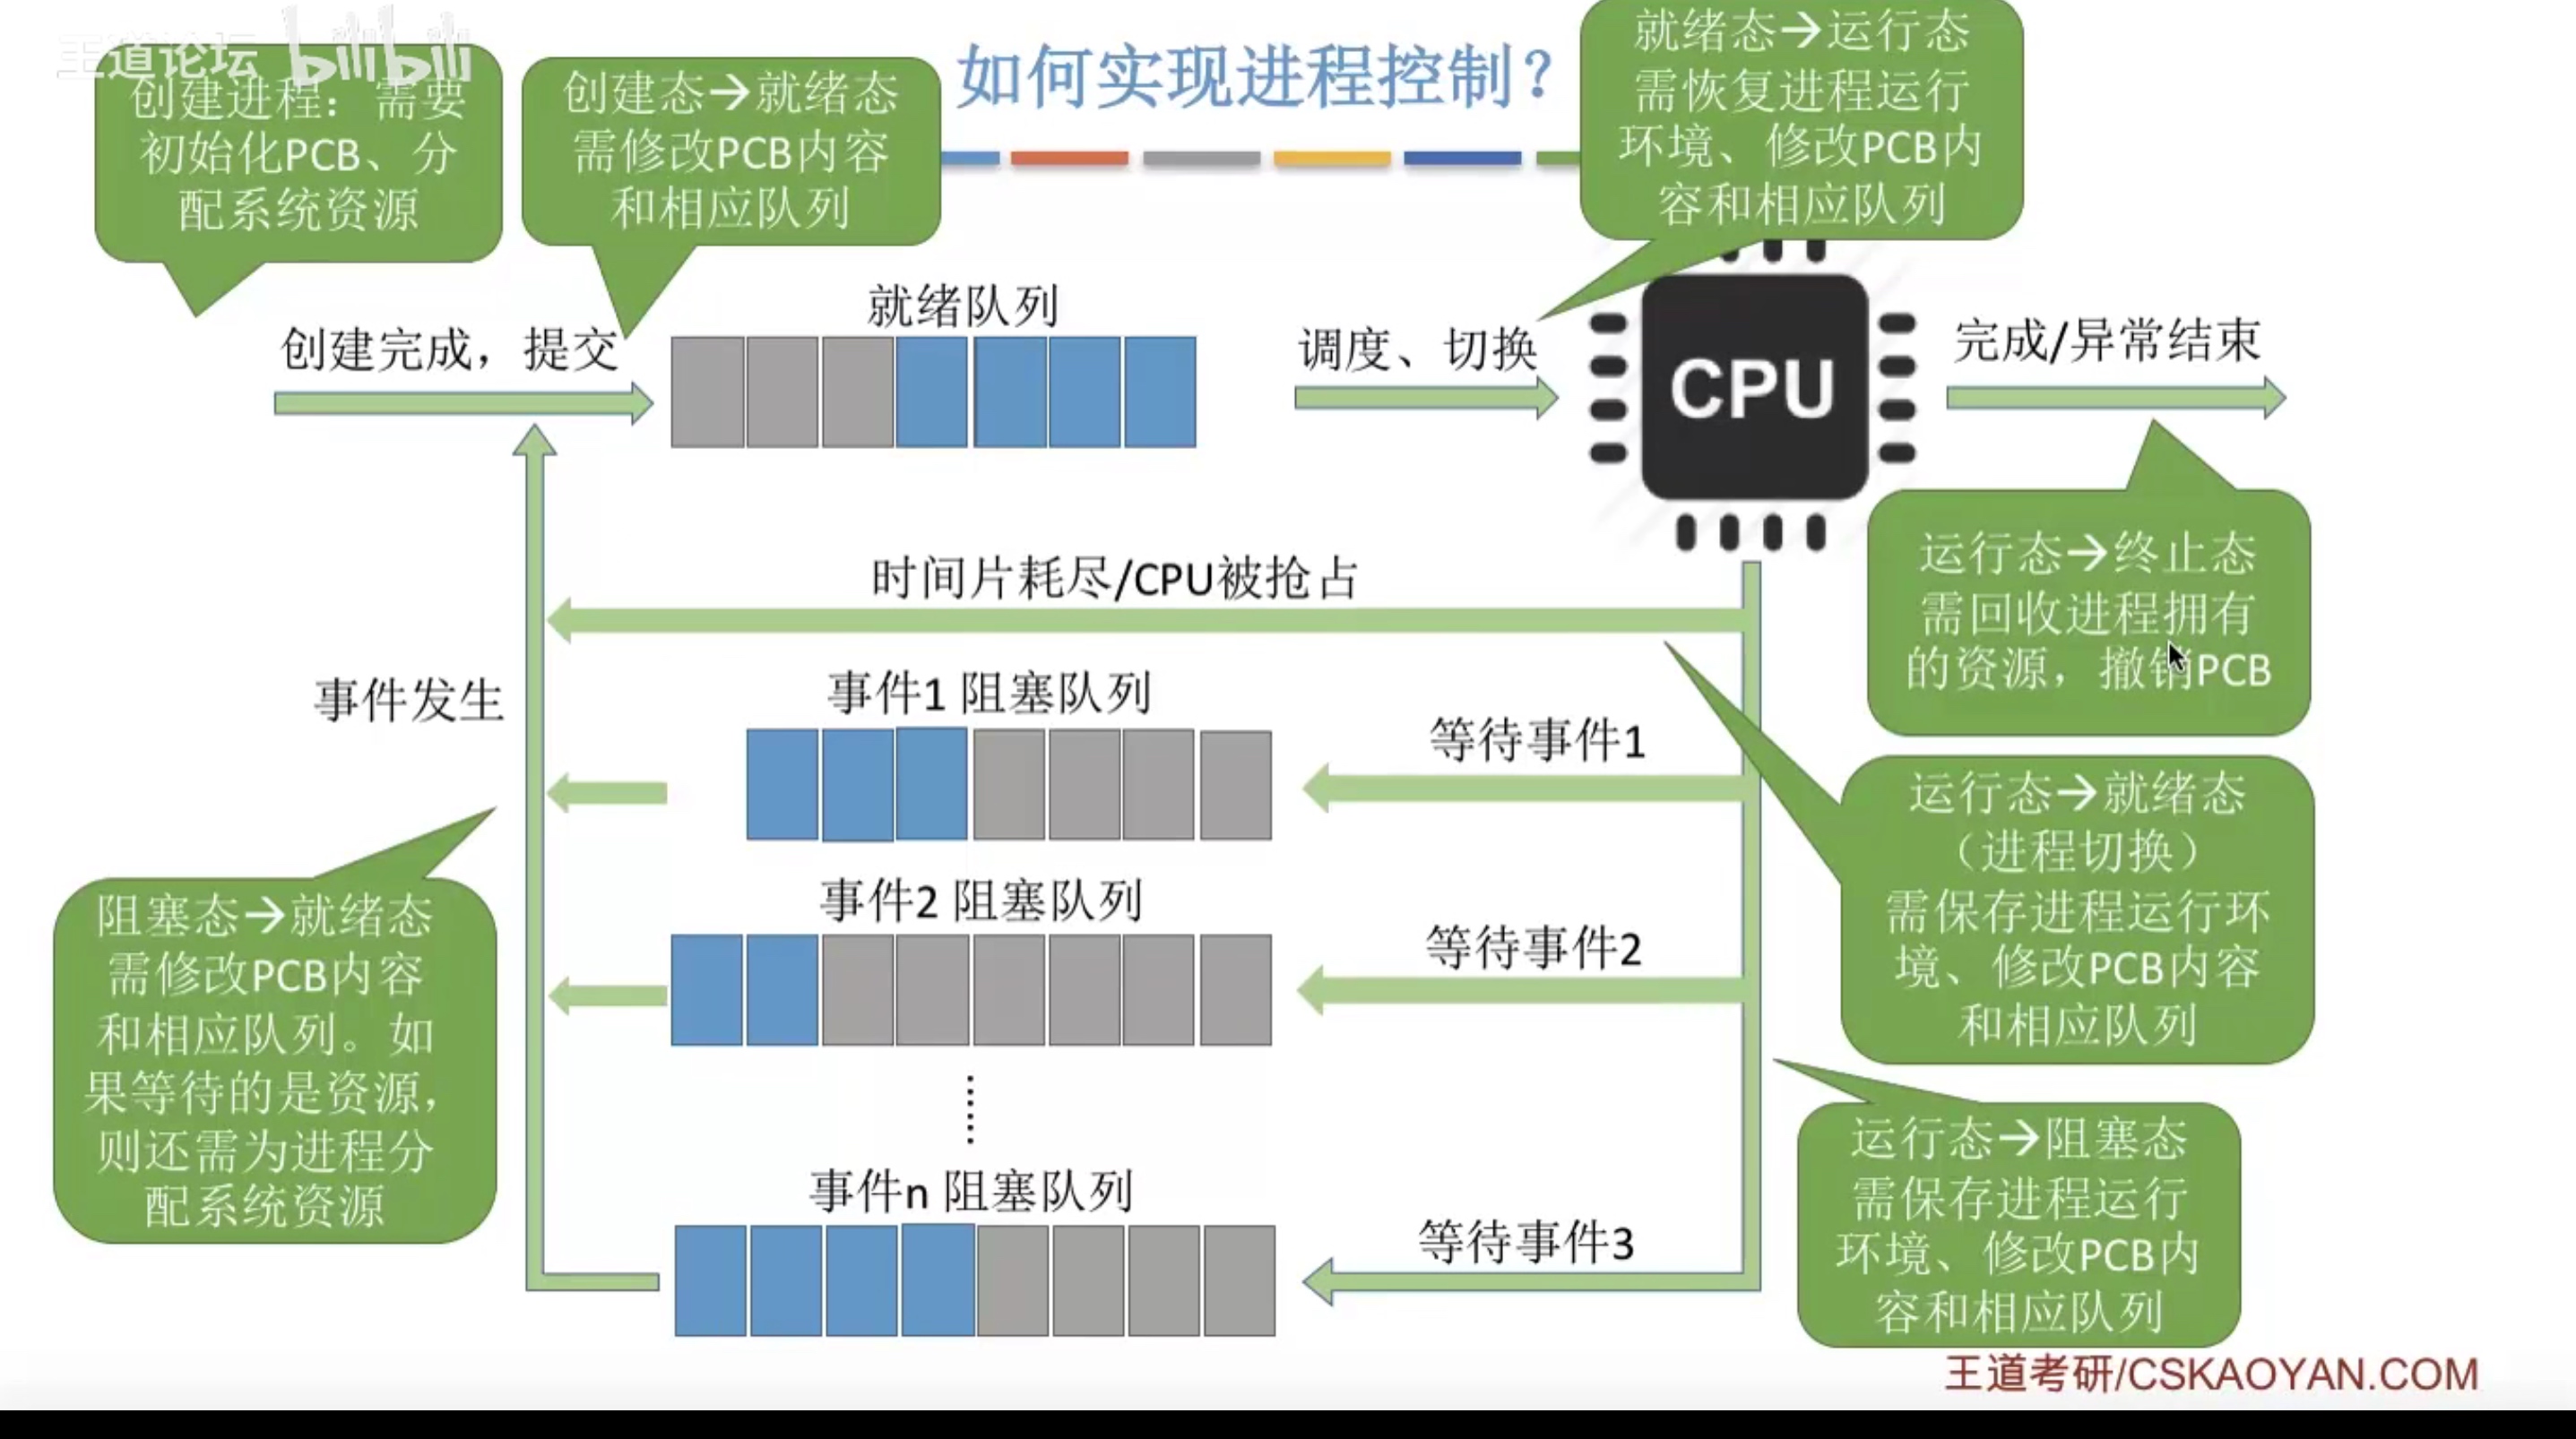 王道论坛 bilibili
创建进程：需要
初始化PCB、分
配系统资源
创建态→就绪态
需修改PCB内容
和相应队列
如何实现进程控制？
就绪态→运行态
需恢复进程运行
环境、修改PCB内
容和相应队列
就绪队列
创建完成，提交
调度、切换
CPU
完成/异常结束
运行态→终止态
需回收进程拥有
的资源，撤销PCB
时间片耗尽/CPU被抢占
事件发生
事件1 阻塞队列
等待事件1
运行态→就绪态
（进程切换）
需保存进程运行环
境、修改PCB内容
和相应队列
事件2 阻塞队列
等待事件2
阻塞态→就绪态
需修改PCB内容
和相应队列。如
果等待的是资源，
则还需为进程分
配系统资源
......
事件n 阻塞队列
等待事件3
运行态→阻塞态
需保存进程运行
环境、修改PCB内
容和相应队列
王道考研/CSKAOYAN.COM